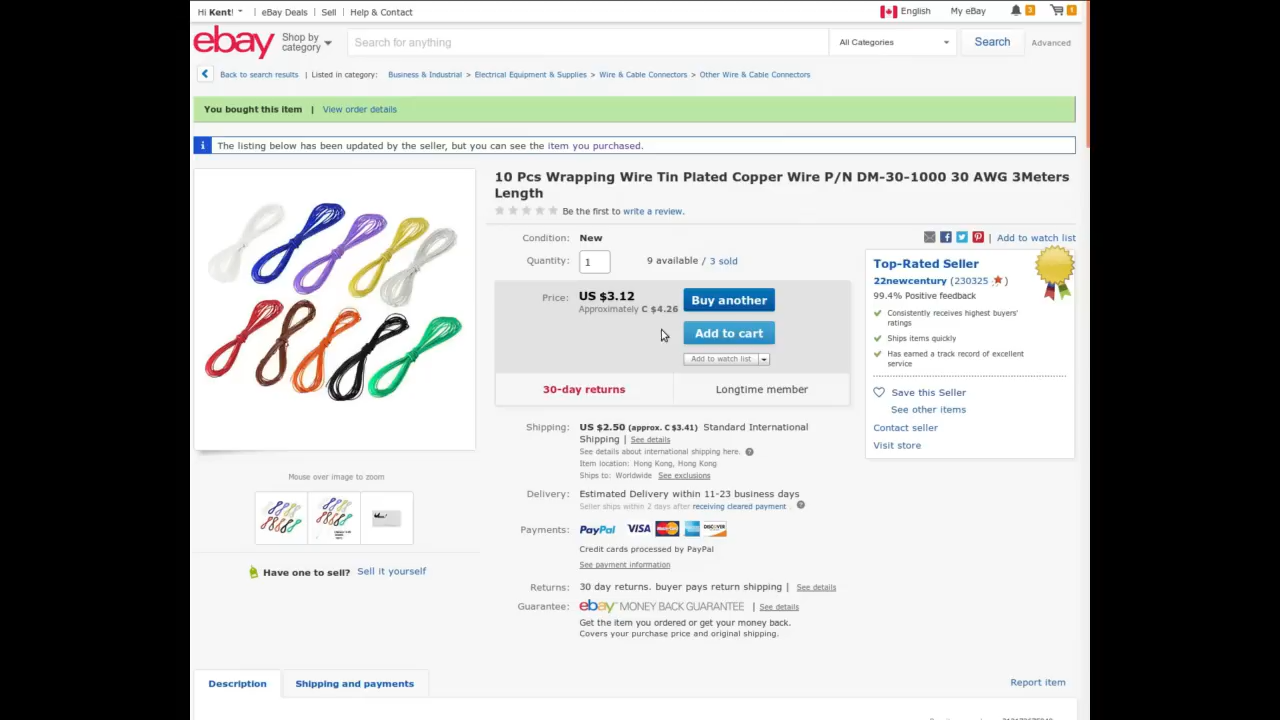 Hi Kent! | eBay Deals | Sell | Help & Contact
English My eBay 3 1
ebay Shop by category Search for anything All Categories Search Advanced
Back to search results | Listed in category: Business & Industrial > Electrical Equipment & Supplies > Wire & Cable Connectors > Other Wire & Cable Connectors
You bought this item | View order details
i The listing below has been updated by the seller, but you can see the item you purchased.
10 Pcs Wrapping Wire Tin Plated Copper Wire P/N DM-30-1000 30 AWG 3Meters
Length
Be the first to write a review.
Condition: New
Quantity: 1 9 available / 3 sold
Price: US $3.12 Buy another
Approximately C $4.26
Add to cart
Add to watch list
30-day returns Longtime member
Shipping: US $2.50 (approx. C $3.41) Standard International
Shipping | See details
See details about international shipping here.
Item location: Hong Kong, Hong Kong
Ships to: Worldwide See exclusions
Delivery: Estimated Delivery within 11-23 business days
Seller ships within 2 days after receiving cleared payment
Payments: PayPal VISA MasterCard DISCOVER
Credit cards processed by PayPal
See payment information
Returns: 30 day returns. buyer pays return shipping | See details
Guarantee: ebay MONEY BACK GUARANTEE | See details
Get the item you ordered or get your money back.
Covers your purchase price and original shipping.
| Add to watch list
Top-Rated Seller
22newcentury (230325 )
99.4% Positive feedback
Consistently receives highest buyers'
ratings
Ships items quickly
Has earned a track record of excellent
service
Save this Seller
See other items
Contact seller
Visit store
Mouse over image to zoom
Have one to sell? Sell it yourself
Description Shipping and payments Report item